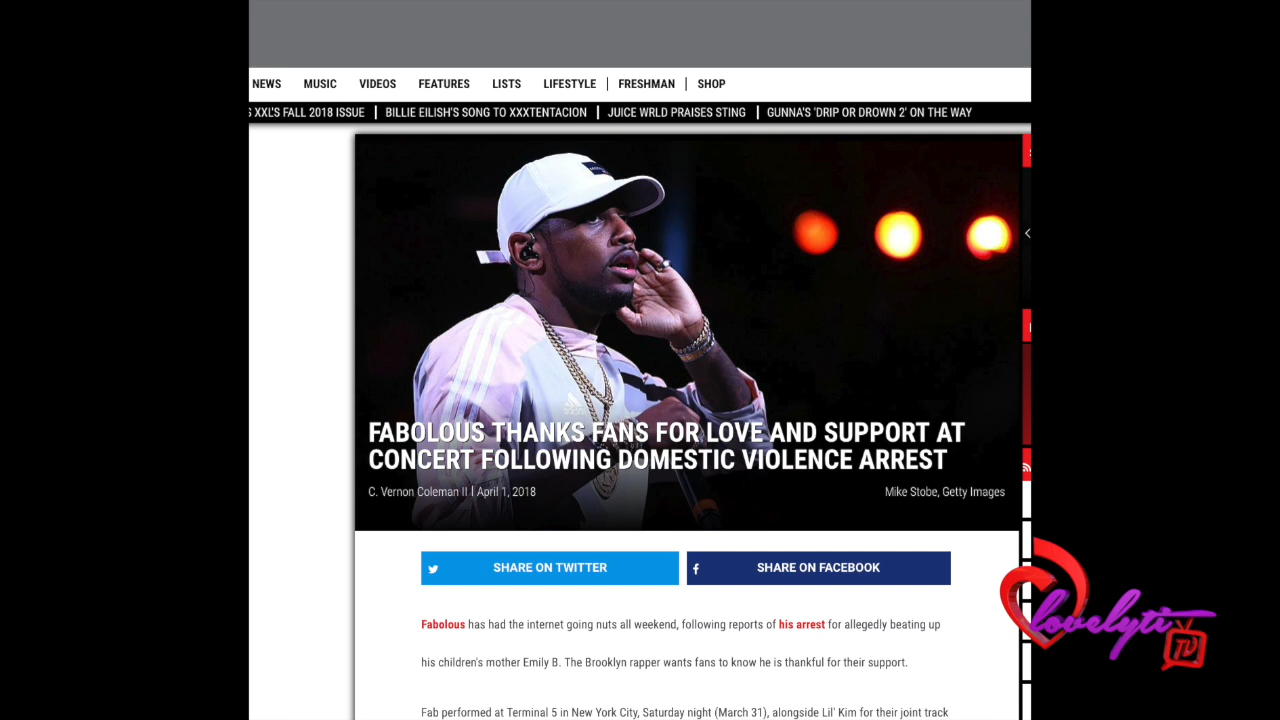 NEWS MUSIC VIDEOS FEATURES LISTS LIFESTYLE FRESHMAN SHOP
XXL'S FALL 2018 ISSUE BILLIE EILISH'S SONG TO XXXTENTACION JUICE WRLD PRAISES STING GUNNA'S 'DRIP OR DROWN 2' ON THE WAY
FABOLOUS THANKS FANS FOR LOVE AND SUPPORT AT
CONCERT FOLLOWING DOMESTIC VIOLENCE ARREST
C. Vernon Coleman II | April 1, 2018
Mike Stobe, Getty Images
SHARE ON TWITTER
SHARE ON FACEBOOK
Fabolous has had the internet going nuts all weekend, following reports of his arrest for allegedly beating up
his children's mother Emily B. The Brooklyn rapper wants fans to know he is thankful for their support.
Fab performed at Terminal 5 in New York City, Saturday night (March 31), alongside Lil' Kim for their joint track
lovelyti
TV